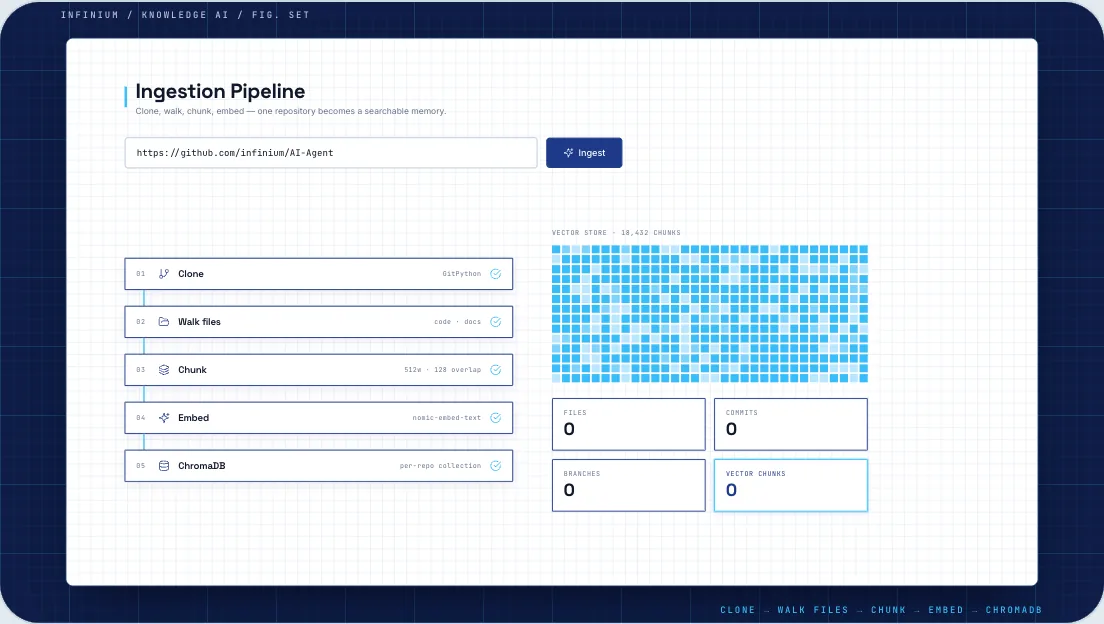 INFINIUM / KNOWLEDGE AI / FIG. SET
Ingestion Pipeline
Clone, walk, chunk, embed — one repository becomes a searchable memory.
https://github.com/infinium/AI-Agent
Ingest
01 Clone GitPython
02 Walk files code · docs
03 Chunk 512w · 128 overlap
04 Embed nomic-embed-text
05 ChromaDB per-repo collection
VECTOR STORE · 18,432 CHUNKS
FILES
0
COMMITS
0
BRANCHES
0
VECTOR CHUNKS
0
CLONE → WALK FILES → CHUNK → EMBED → CHROMADB